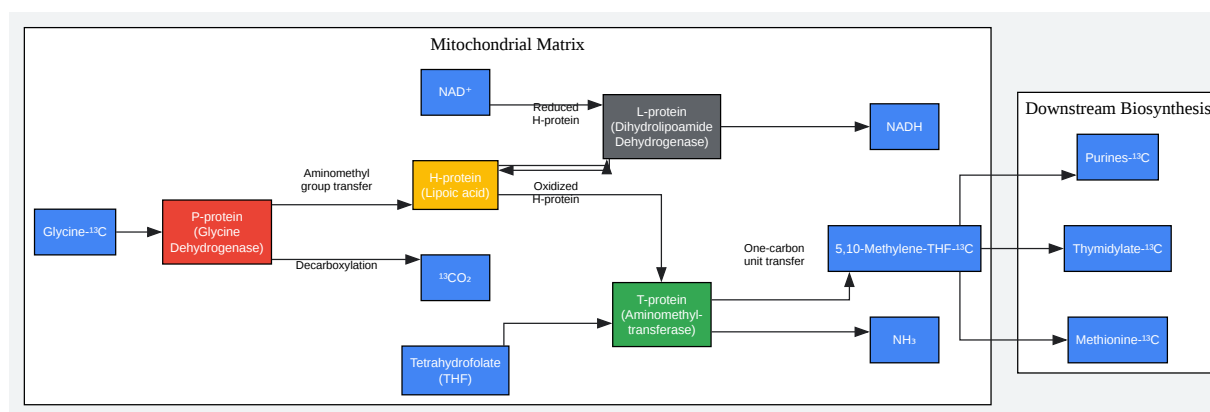 Mitochondrial Matrix
NAD⁺
Reduced
H-protein
L-protein
(Dihydrolipoamide
Dehydrogenase)
NADH
Downstream Biosynthesis
Purines-¹³C
Aminomethyl
group transfer
H-protein
(Lipoic acid)
Oxidized
H-protein
Glycine-¹³C
P-protein
(Glycine
Dehydrogenase)
Decarboxylation
¹³CO₂
One-carbon
unit transfer
5,10-Methylene-THF-¹³C
Thymidylate-¹³C
T-protein
(Aminomethyl-
transferase)
NH₃
Methionine-¹³C
Tetrahydrofolate
(THF)